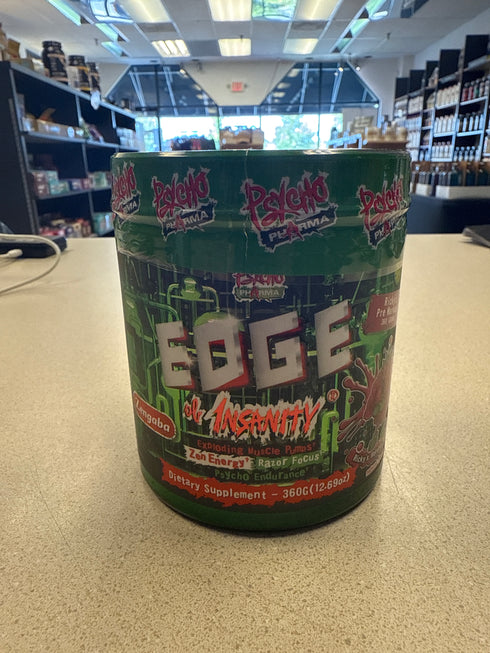 PSYCHO PSYCHO PSYCHO
PHARMA PHARMA PHARMA
PSYCHO
PHARMA
EDGE
of INSANITY
Zengaba
Exploding Muscle Pumps
Zen Energy Razor Focus
Psycho Endurance
Dietary Supplement - 360G(12.69oz)